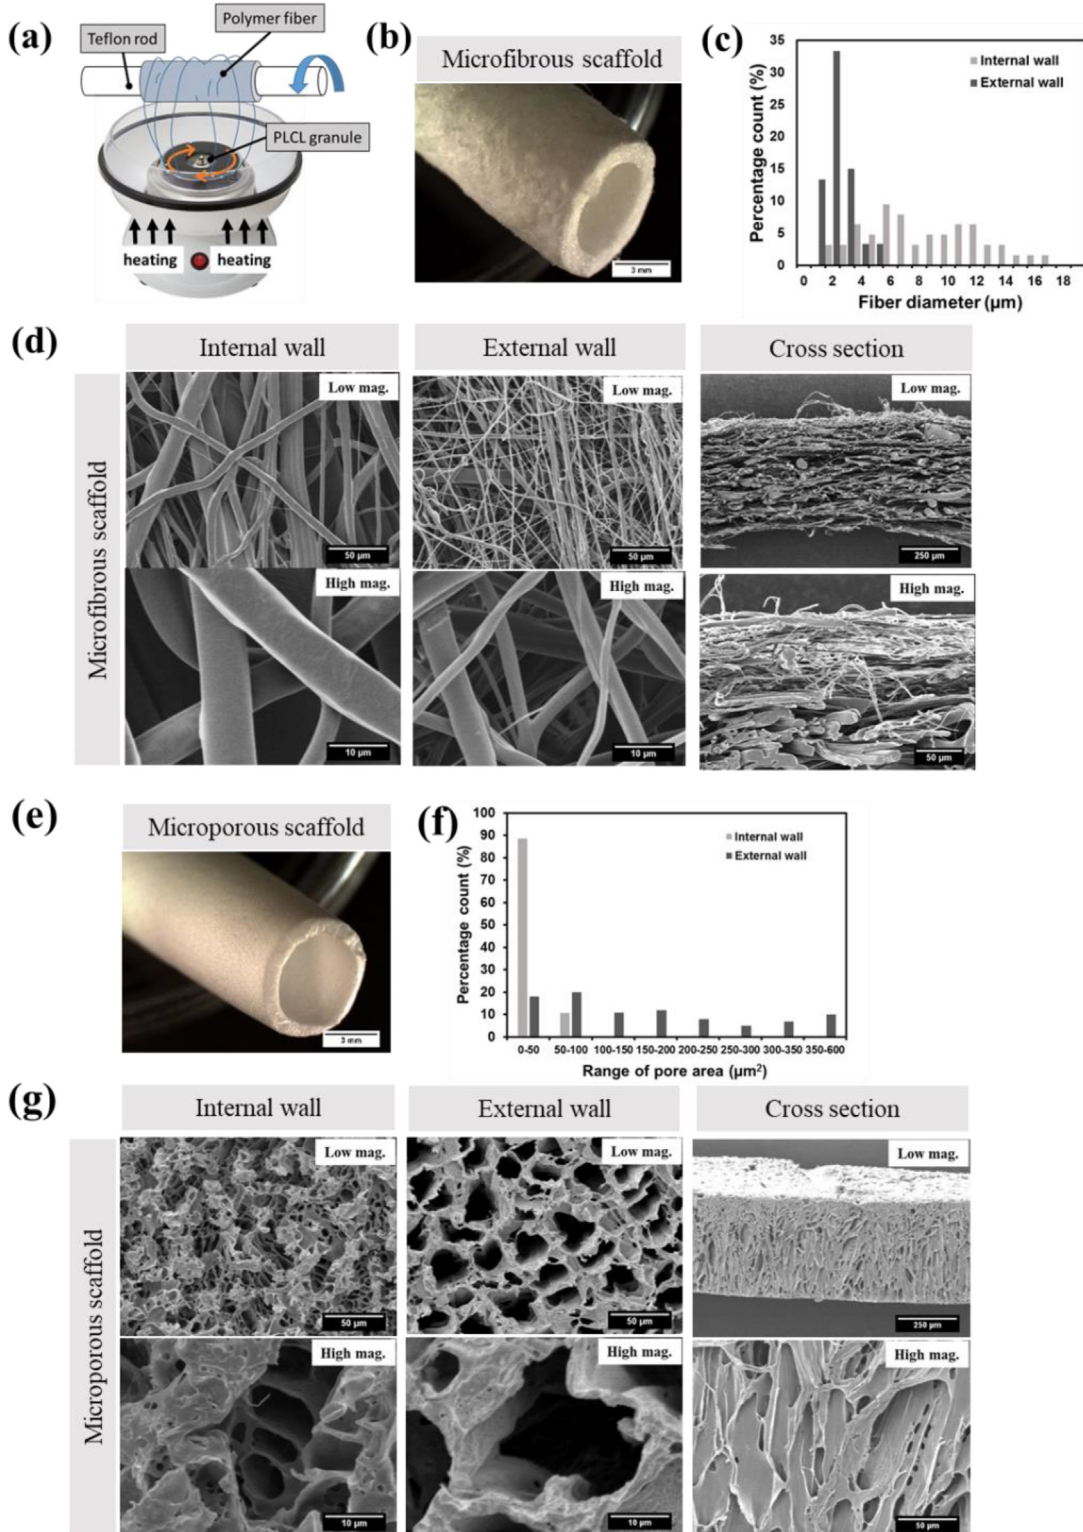 (a)
Polymer fiber
Teflon rod
PLCL granule
heating
heating
(b)
Microfibrous scaffold
3 mm
(c)
35
30
25
20
15
10
5
0
Percentage count (%)
Internal wall
External wall
0 2 4 6 8 10 12 14 16 18
Fiber diameter (µm)
(d)
Internal wall
External wall
Cross section
Microfibrous scaffold
Low mag.
50 µm
Low mag.
50 µm
Low mag.
250 µm
High mag.
10 µm
High mag.
10 µm
High mag.
50 µm
(e)
Microporous scaffold
3 mm
(f)
100
90
80
70
60
50
40
30
20
10
0
Percentage count (%)
Internal wall
External wall
0-50 50-100 100-150 150-200 200-250 250-300 300-350 350-600
Range of pore area (µm²)
(g)
Internal wall
External wall
Cross section
Microporous scaffold
Low mag.
50 µm
Low mag.
50 µm
Low mag.
250 µm
High mag.
10 µm
High mag.
10 µm
High mag.
50 µm